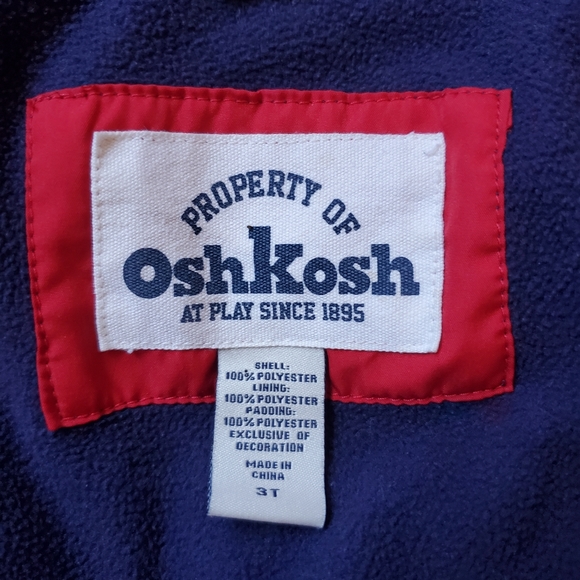 PROPERTY OF
OshKosh
AT PLAY SINCE 1895
SHELL:
100% POLYESTER
LINING:
100% POLYESTER
PADDING:
100% POLYESTER
EXCLUSIVE OF
DECORATION
MADE IN
CHINA
3T